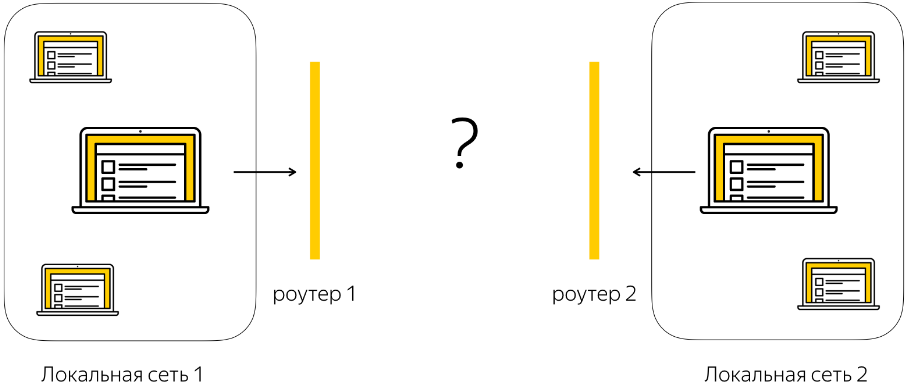 ?
роутер 1
роутер 2
Локальная сеть 1
Локальная сеть 2